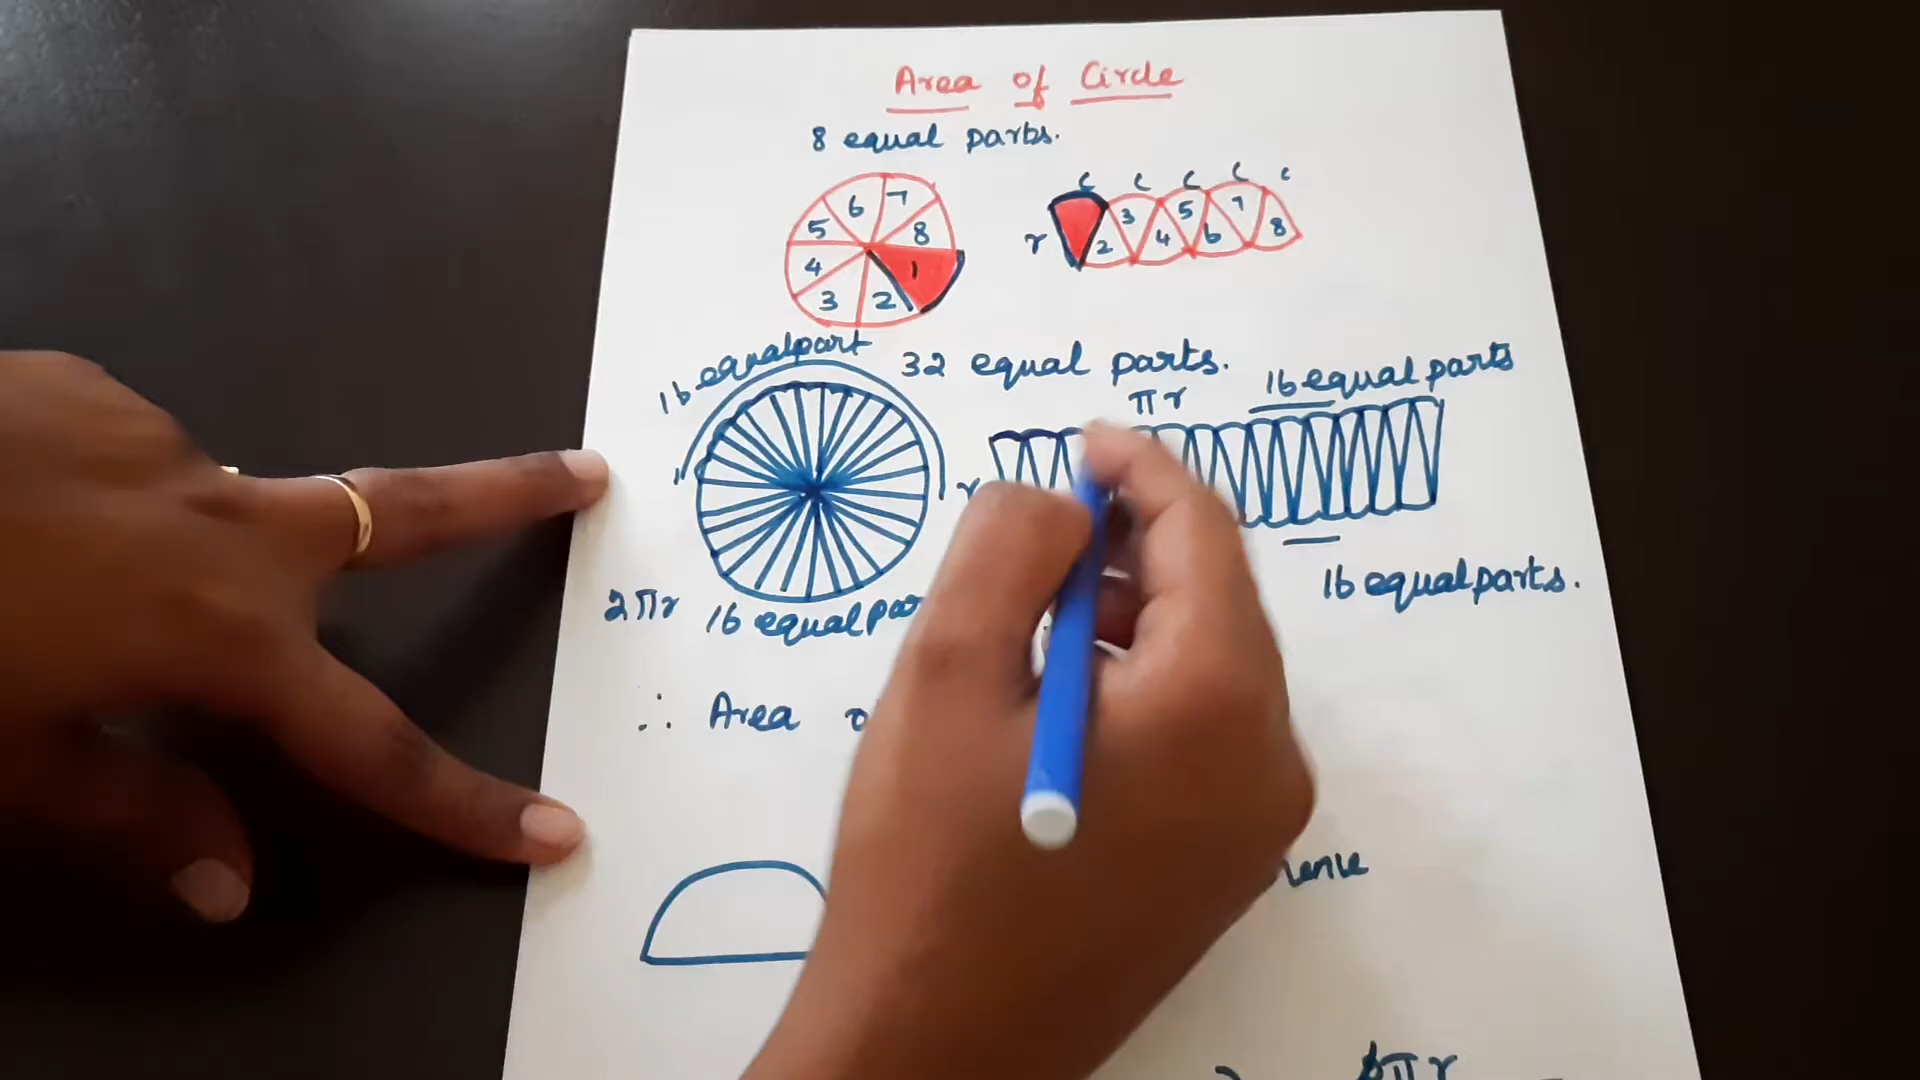 Area of Circle
8 equal parts.
5 6 7 8 1 2 3 4
c c c c c
r 2 3 4 5 6 7 8
16 equal part
32 equal parts.
16 equal parts
πr
r
2πr 16 equal par
16 equal parts.
∴ Area o
πr